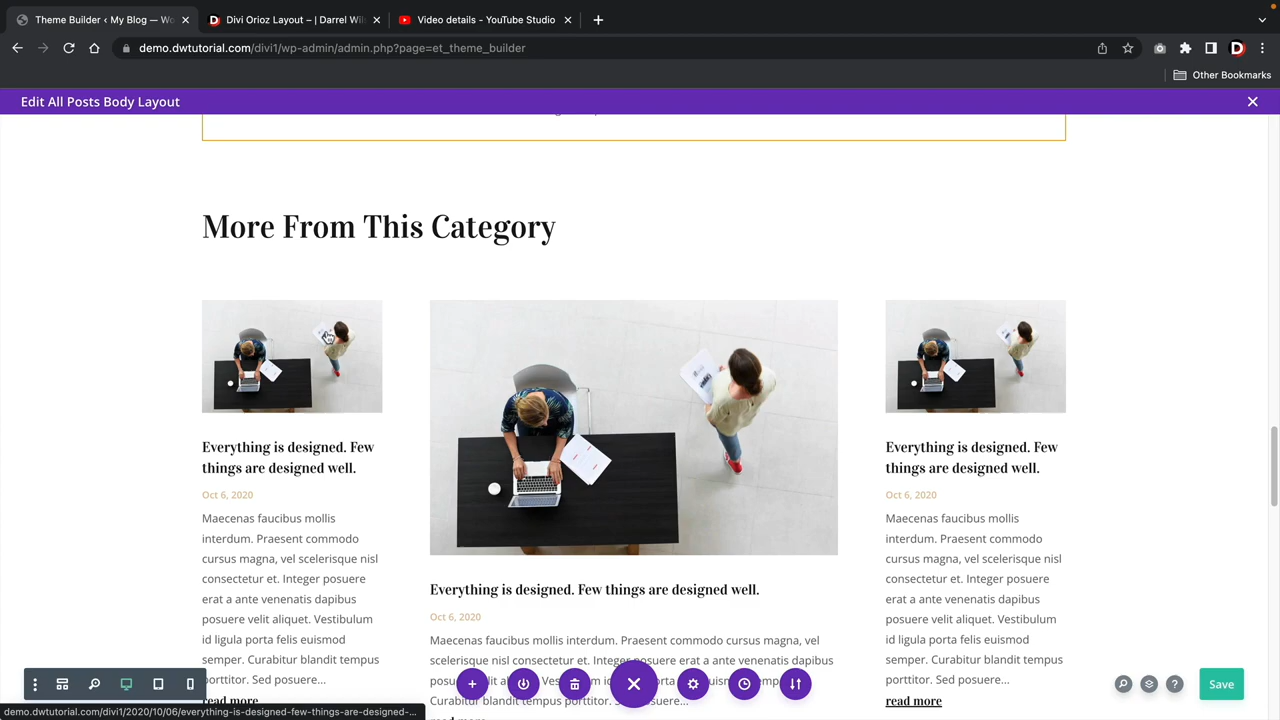 Theme Builder ‹ My Blog — Wo
Divi Orioz Layout – | Darrel Wil
Video details - YouTube Studio
demo.dwtutorial.com/divi1/wp-admin/admin.php?page=et_theme_builder
Other Bookmarks
Edit All Posts Body Layout
More From This Category
Everything is designed. Few
things are designed well.
Oct 6, 2020
Maecenas faucibus mollis
interdum. Praesent commodo
cursus magna, vel scelerisque nisl
consectetur et. Integer posuere
erat a ante venenatis dapibus
posuere velit aliquet. Vestibulum
id ligula porta felis euismod
semper. Curabitur blandit tempus
porttitor. Sed posuere...
read more
Everything is designed. Few things are designed well.
Oct 6, 2020
Maecenas faucibus mollis interdum. Praesent commodo cursus magna, vel
scelerisque nisl consectetur et. Integer posuere erat a ante venenatis dapibus
Curabitur blandit tempus porttitor. Sed posuere...
Everything is designed. Few
things are designed well.
Oct 6, 2020
Maecenas faucibus mollis
interdum. Praesent commodo
cursus magna, vel scelerisque nisl
consectetur et. Integer posuere
erat a ante venenatis dapibus
posuere velit aliquet. Vestibulum
id ligula porta felis euismod
semper. Curabitur blandit tempus
porttitor. Sed posuere...
read more
Save
demo.dwtutorial.com/divi1/2020/10/06/everything-is-designed-few-things-are-designed-...